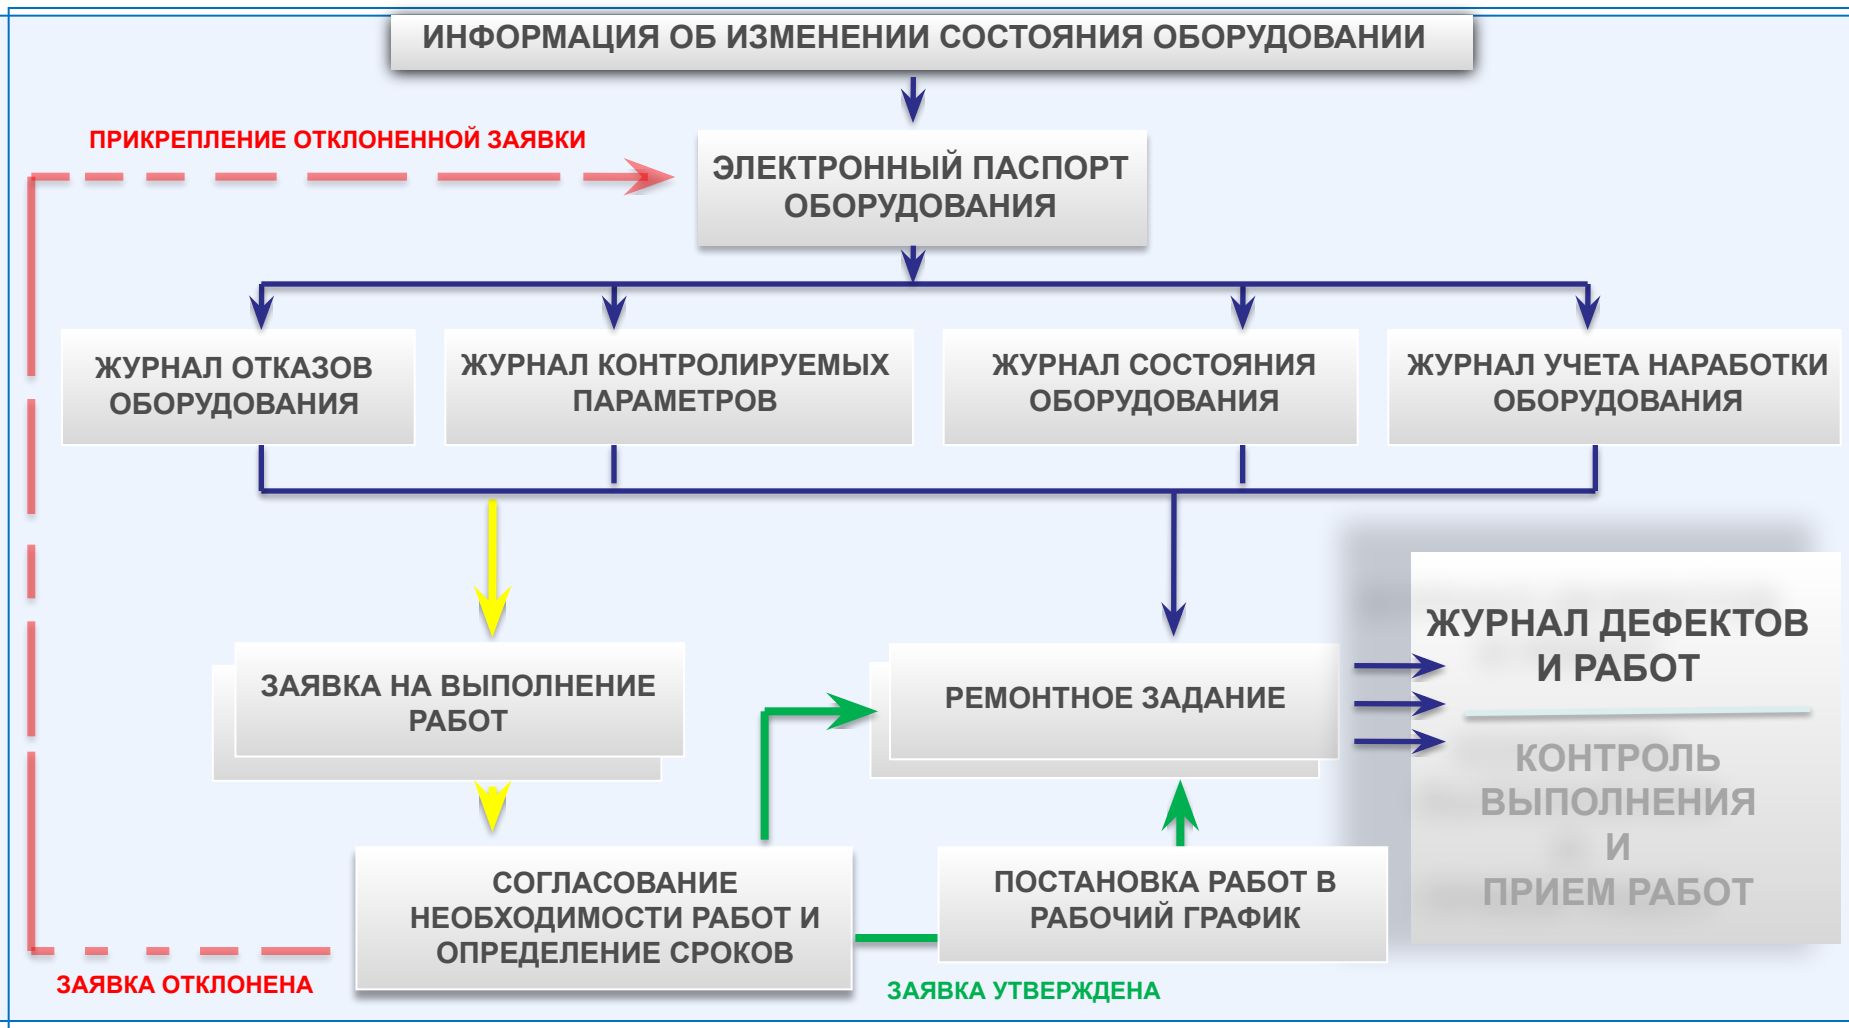 ИНФОРМАЦИЯ ОБ ИЗМЕНЕНИИ СОСТОЯНИЯ ОБОРУДОВАНИИ
ПРИКРЕПЛЕНИЕ ОТКЛОНЕННОЙ ЗАЯВКИ
ЭЛЕКТРОННЫЙ ПАСПОРТ
ОБОРУДОВАНИЯ
ЖУРНАЛ ОТКАЗОВ
ОБОРУДОВАНИЯ
ЖУРНАЛ КОНТРОЛИРУЕМЫХ
ПАРАМЕТРОВ
ЖУРНАЛ СОСТОЯНИЯ
ОБОРУДОВАНИЯ
ЖУРНАЛ УЧЕТА НАРАБОТКИ
ОБОРУДОВАНИЯ
ЗАЯВКА НА ВЫПОЛНЕНИЕ
РАБОТ
РЕМОНТНОЕ ЗАДАНИЕ
ЖУРНАЛ ДЕФЕКТОВ
И РАБОТ
КОНТРОЛЬ
ВЫПОЛНЕНИЯ
И
ПРИЕМ РАБОТ
СОГЛАСОВАНИЕ
НЕОБХОДИМОСТИ РАБОТ И
ОПРЕДЕЛЕНИЕ СРОКОВ
ПОСТАНОВКА РАБОТ В
РАБОЧИЙ ГРАФИК
ЗАЯВКА ОТКЛОНЕНА
ЗАЯВКА УТВЕРЖДЕНА